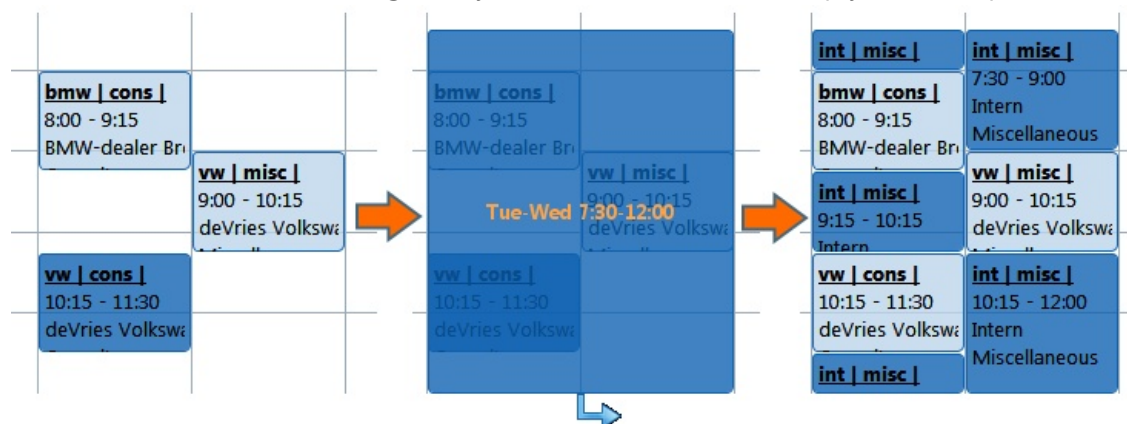 bmw | cons |
8:00 - 9:15
BMW-dealer Br
vw | misc |
9:00 - 10:15
deVries Volkswa
vw | cons |
10:15 - 11:30
deVries Volkswa
bmw | cons |
8:00 - 9:15
BMW-dealer Br
vw | misc |
9:00 - 10:15
deVries Volkswa
Tue-Wed 7:30-12:00
vw | cons |
10:15 - 11:30
deVries Volkswa
int | misc |
bmw | cons |
8:00 - 9:15
BMW-dealer Br
int | misc |
9:15 - 10:15
Intern
vw | cons |
10:15 - 11:30
deVries Volkswa
int | misc |
int | misc |
7:30 - 9:00
Intern
Miscellaneous
vw | misc |
9:00 - 10:15
deVries Volkswa
int | misc |
10:15 - 12:00
Intern
Miscellaneous